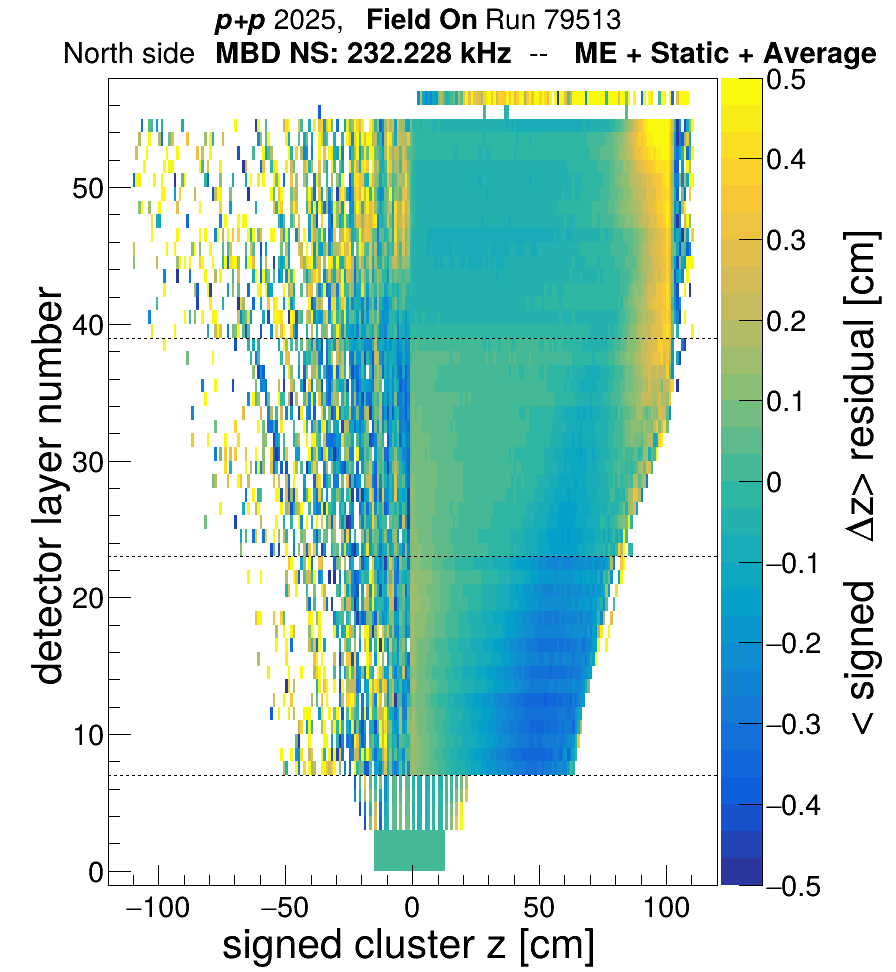 p+p 2025, Field On Run 79513
North side MBD NS: 232.228 kHz -- ME + Static + Average
0.5
0.4
0.3
0.2
0.1
0
−0.1
−0.2
−0.3
−0.4
−0.5
< signed Δz> residual [cm]
detector layer number
50
40
30
20
10
0
−100 −50 0 50 100
signed cluster z [cm]